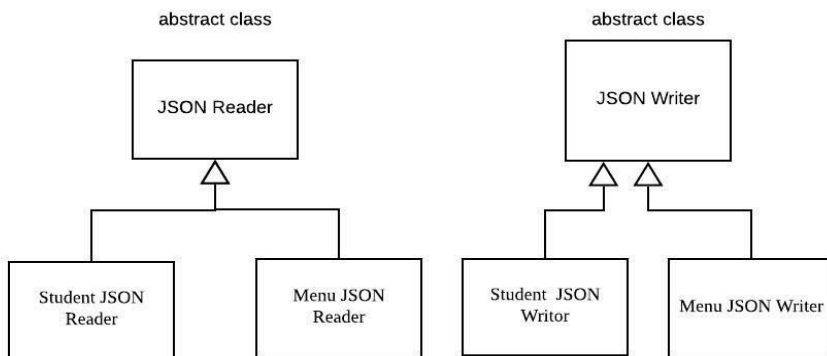 abstract class
abstract class
JSON Reader
JSON Writer
Student JSON
Reader
Menu JSON
Reader
Student JSON
Writor
Menu JSON Writer